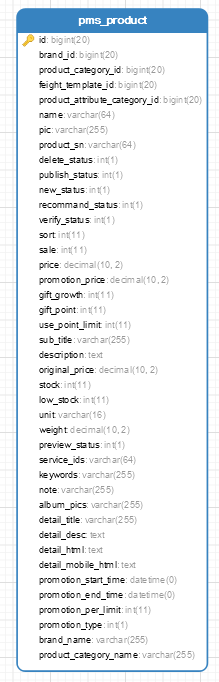 pms_product
id: bigint(20)
brand_id: bigint(20)
product_category_id: bigint(20)
feight_template_id: bigint(20)
product_attribute_category_id: bigint(20)
name: varchar(64)
pic: varchar(255)
product_sn: varchar(64)
delete_status: int(1)
publish_status: int(1)
new_status: int(1)
recommand_status: int(1)
verify_status: int(1)
sort: int(11)
sale: int(11)
price: decimal(10, 2)
promotion_price: decimal(10, 2)
gift_growth: int(11)
gift_point: int(11)
use_point_limit: int(11)
sub_title: varchar(255)
description: text
original_price: decimal(10, 2)
stock: int(11)
low_stock: int(11)
unit: varchar(16)
weight: decimal(10, 2)
preview_status: int(1)
service_ids: varchar(64)
keywords: varchar(255)
note: varchar(255)
album_pics: varchar(255)
detail_title: varchar(255)
detail_desc: text
detail_html: text
detail_mobile_html: text
promotion_start_time: datetime(0)
promotion_end_time: datetime(0)
promotion_per_limit: int(11)
promotion_type: int(1)
brand_name: varchar(255)
product_category_name: varchar(255)